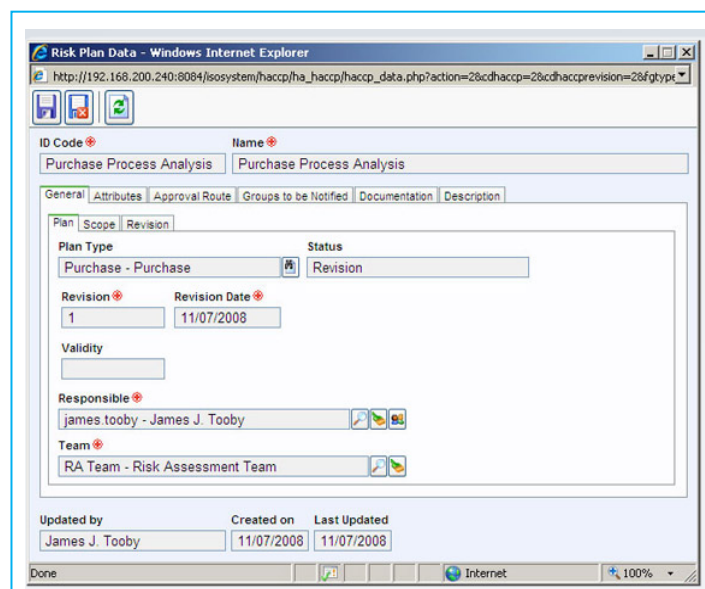 Risk Plan Data - Windows Internet Explorer
http://192.168.200.240:8084/isosystem/haccp/ha_haccp/haccp_data.php?action=2&cdhaccp=2&cdhaccprevision=2&fgtype
ID Code Name
Purchase Process Analysis Purchase Process Analysis
General Attributes Approval Route Groups to be Notified Documentation Description
Plan Scope Revision
Plan Type Status
Purchase - Purchase Revision
Revision Revision Date
1 11/07/2008
Validity
Responsible
james.tooby - James J. Tooby
Team
RA Team - Risk Assessment Team
Updated by Created on Last Updated
James J. Tooby 11/07/2008 11/07/2008
Done Internet 100%